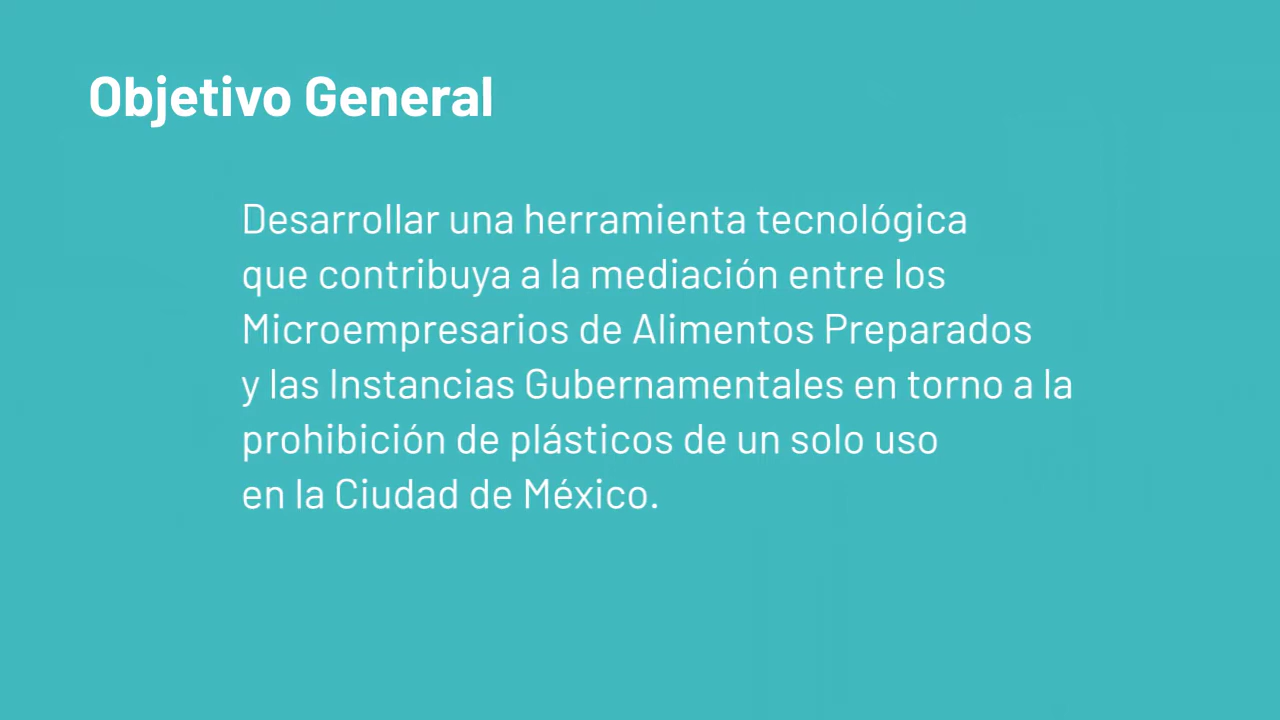 Objetivo General
Desarrollar una herramienta tecnológica
que contribuya a la mediación entre los
Microempresarios de Alimentos Preparados
y las Instancias Gubernamentales en torno a la
prohibición de plásticos de un solo uso
en la Ciudad de México.